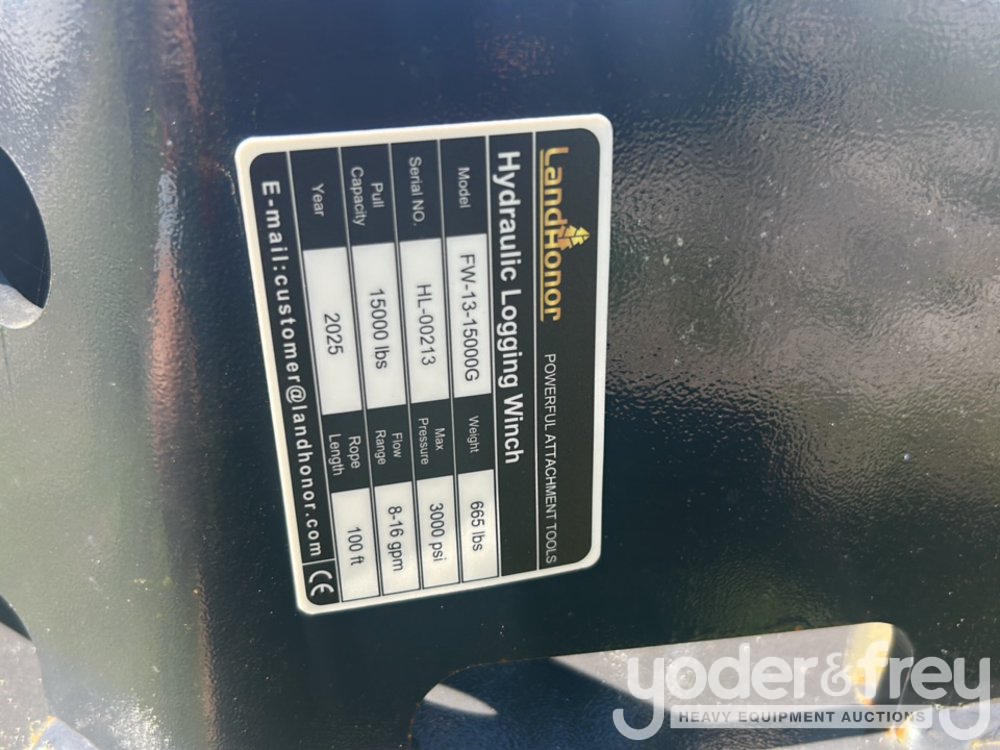 LandHonor POWERFUL ATTACHMENT TOOLS
Hydraulic Logging Winch
Model FW-13-15000G Weight 665 lbs
Serial NO. HL-00213 Max Pressure 3000 psi
Pull Capacity 15000 lbs Flow Range 8-16 gpm
Year 2025 Rope Length 100 ft
E-mail:customer@landhonor.com CE
yoder&frey
HEAVY EQUIPMENT AUCTIONS